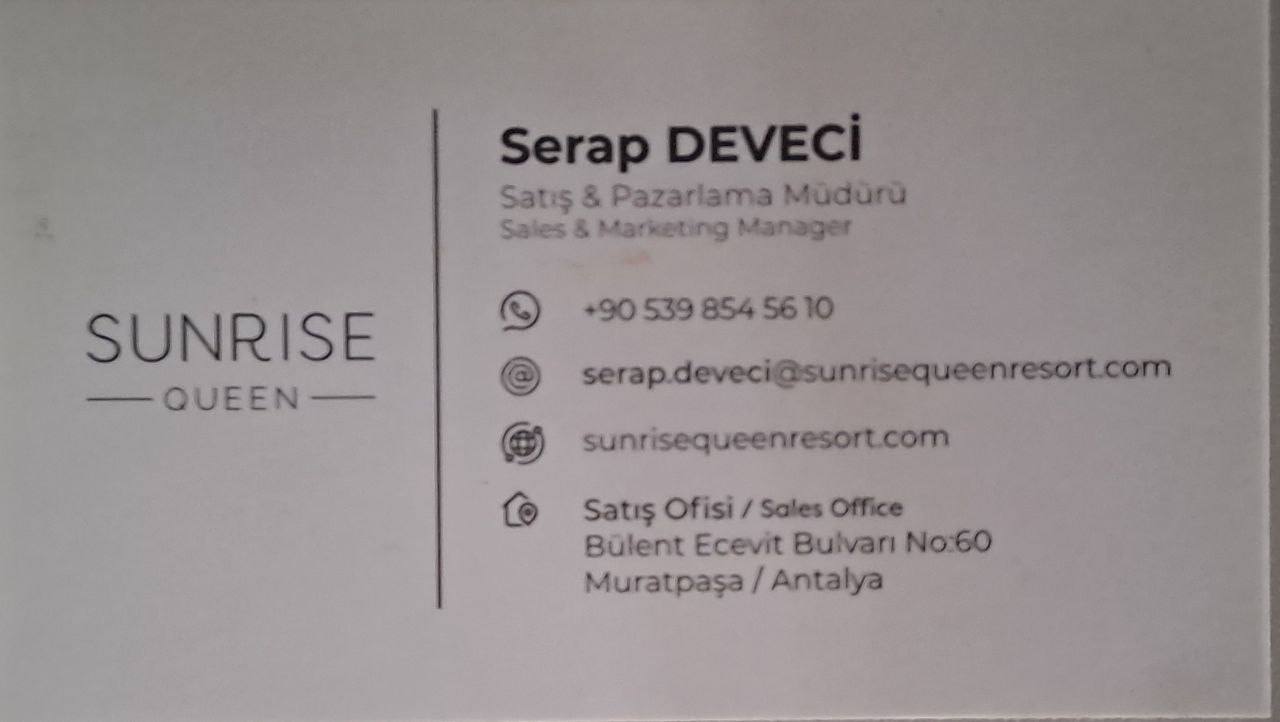 SUNRISE
QUEEN
Serap DEVECİ
Satış & Pazarlama Müdürü
Sales & Marketing Manager
+90 539 854 56 10
serap.deveci@sunrisequeenresort.com
sunrisequeenresort.com
Satış Ofisi / Sales Office
Bülent Ecevit Bulvarı No:60
Muratpaşa / Antalya